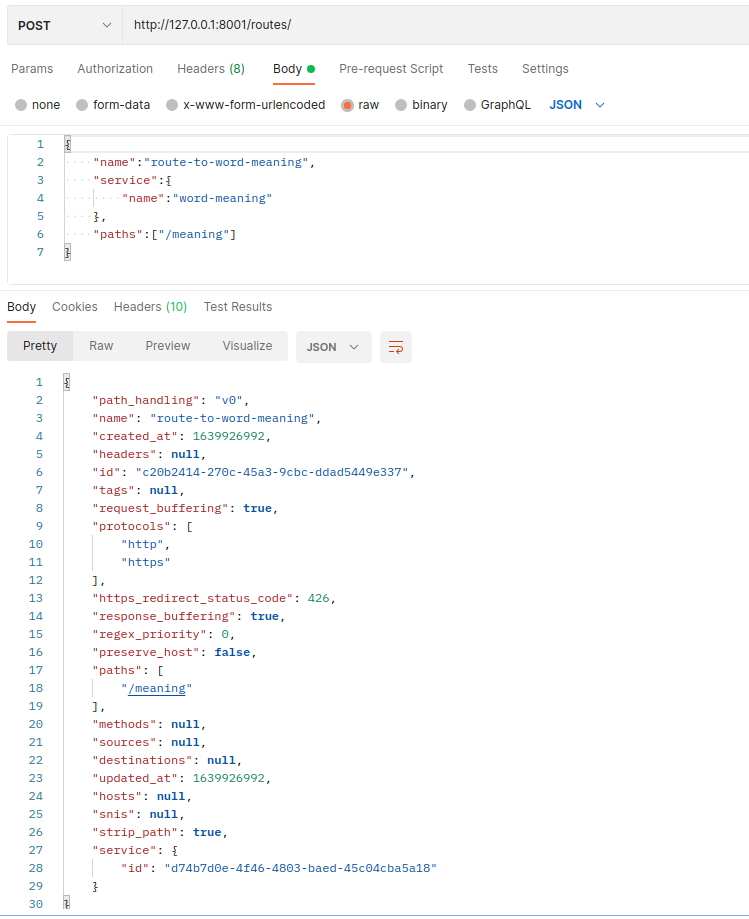 POST http://127.0.0.1:8001/routes/
Params Authorization Headers (8) Body Pre-request Script Tests Settings
none form-data x-www-form-urlencoded raw binary GraphQL JSON
1 {
2 "name":"route-to-word-meaning",
3 "service":{
4 "name":"word-meaning"
5 },
6 "paths":["/meaning"]
7 }
Body Cookies Headers (10) Test Results
Pretty Raw Preview Visualize JSON
1 {
2 "path_handling": "v0",
3 "name": "route-to-word-meaning",
4 "created_at": 1639926992,
5 "headers": null,
6 "id": "c20b2414-270c-45a3-9cbc-ddad5449e337",
7 "tags": null,
8 "request_buffering": true,
9 "protocols": [
10 "http",
11 "https"
12 ],
13 "https_redirect_status_code": 426,
14 "response_buffering": true,
15 "regex_priority": 0,
16 "preserve_host": false,
17 "paths": [
18 "/meaning"
19 ],
20 "methods": null,
21 "sources": null,
22 "destinations": null,
23 "updated_at": 1639926992,
24 "hosts": null,
25 "snis": null,
26 "strip_path": true,
27 "service": {
28 "id": "d74b7d0e-4f46-4803-baed-45c04cba5a18"
29 }
30 }